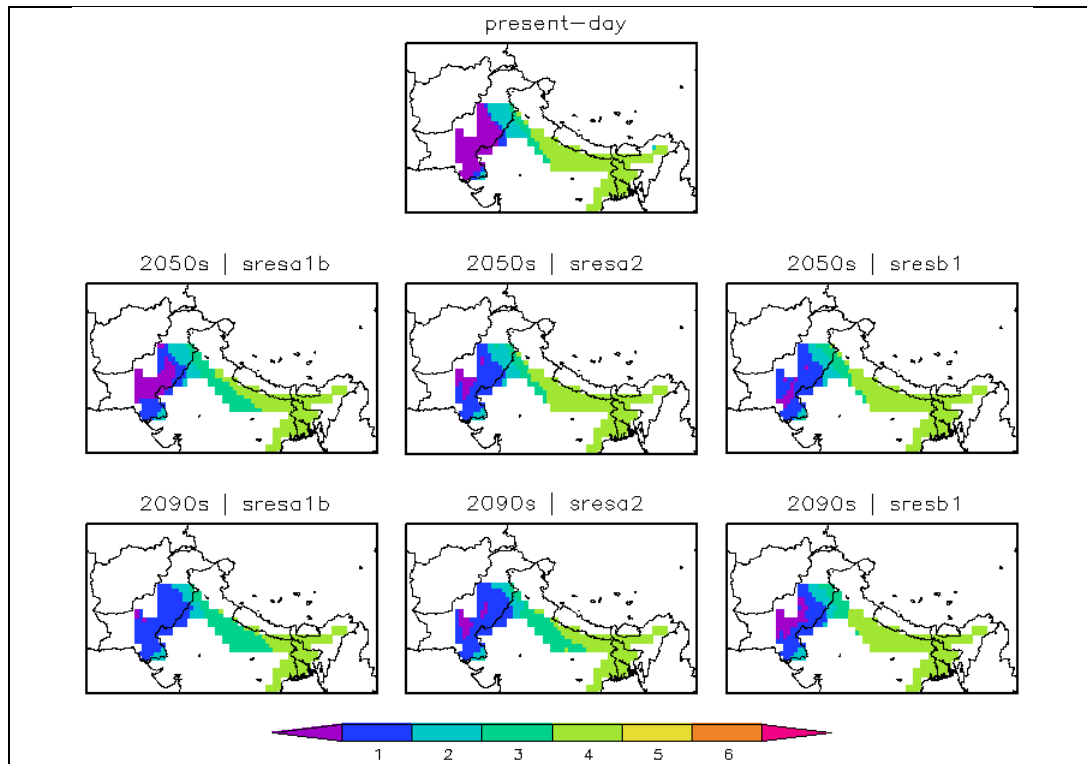 present-day
2050s | sresa1b
2050s | sresa2
2050s | sresb1
2090s | sresa1b
2090s | sresa2
2090s | sresb1
1 2 3 4 5 6